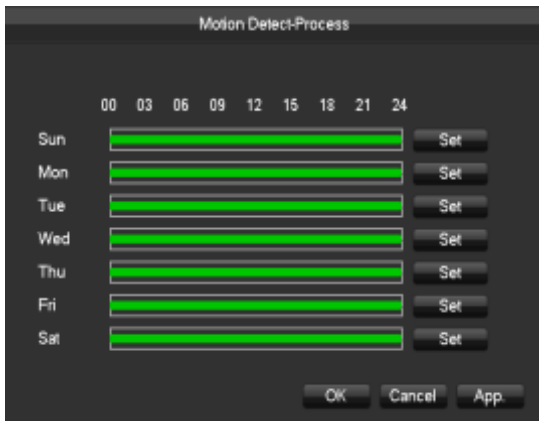 Motion Detect-Process
00 03 06 09 12 15 18 21 24
Sun Set
Mon Set
Tue Set
Wed Set
Thu Set
Fri Set
Sat Set
OK Cancel App.